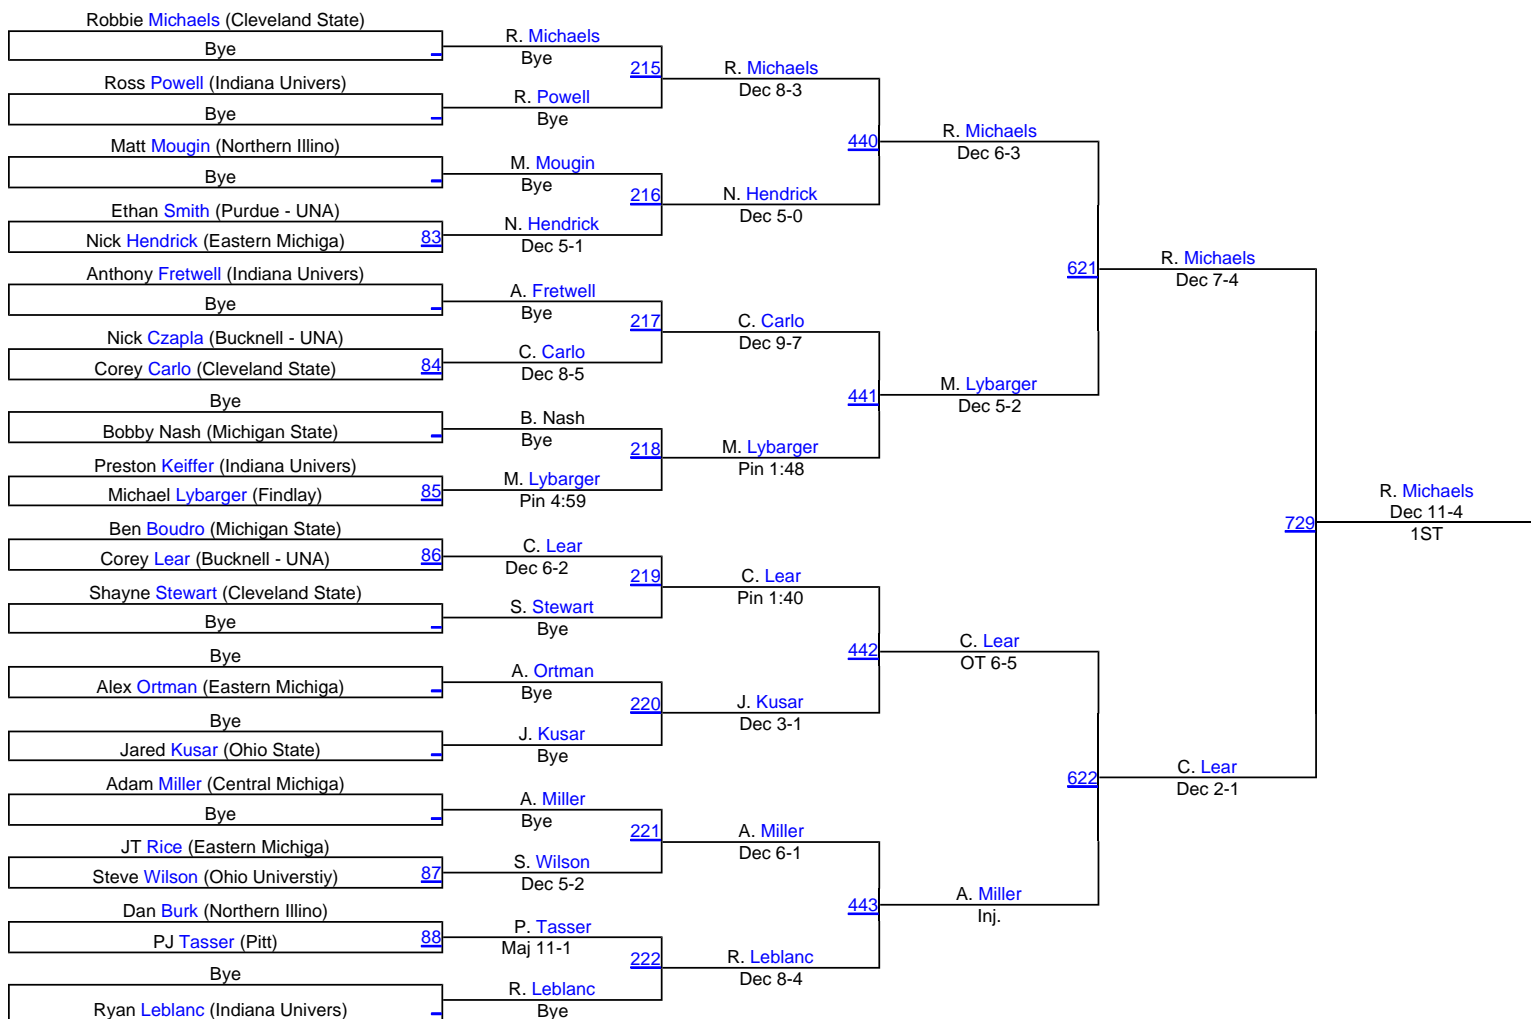 Robbie Michaels (Cleveland State)
Bye
Ross Powell (Indiana Univers)
Bye
Matt Mougin (Northern Illino)
Bye
Ethan Smith (Purdue - UNA)
Nick Hendrick (Eastern Michiga)
83
Anthony Fretwell (Indiana Univers)
Bye
Nick Czapla (Bucknell - UNA)
Corey Carlo (Cleveland State)
84
Bye
Bobby Nash (Michigan State)
Preston Keiffer (Indiana Univers)
Michael Lybarger (Findlay)
85
Ben Boudro (Michigan State)
Corey Lear (Bucknell - UNA)
86
Shayne Stewart (Cleveland State)
Bye
Bye
Alex Ortman (Eastern Michiga)
Bye
Jared Kusar (Ohio State)
Adam Miller (Central Michiga)
Bye
JT Rice (Eastern Michiga)
Steve Wilson (Ohio Universtiy)
87
Dan Burk (Northern Illino)
PJ Tasser (Pitt)
88
Bye
Ryan Leblanc (Indiana Univers)
R. Michaels
Bye
215
R. Powell
Bye
M. Mougin
Bye
216
N. Hendrick
Dec 5-1
A. Fretwell
Bye
217
C. Carlo
Dec 8-5
B. Nash
Bye
218
M. Lybarger
Pin 4:59
C. Lear
Dec 6-2
219
S. Stewart
Bye
A. Ortman
Bye
220
J. Kusar
Bye
A. Miller
Bye
221
S. Wilson
Dec 5-2
P. Tasser
Maj 11-1
222
R. Leblanc
Bye
R. Michaels
Dec 8-3
440
N. Hendrick
Dec 5-0
C. Carlo
Dec 9-7
441
M. Lybarger
Pin 1:48
C. Lear
Pin 1:40
442
J. Kusar
Dec 3-1
A. Miller
Dec 6-1
443
R. Leblanc
Dec 8-4
R. Michaels
Dec 6-3
621
M. Lybarger
Dec 5-2
C. Lear
OT 6-5
622
A. Miller
Inj.
R. Michaels
Dec 7-4
729
C. Lear
Dec 2-1
R. Michaels
Dec 11-4
1ST